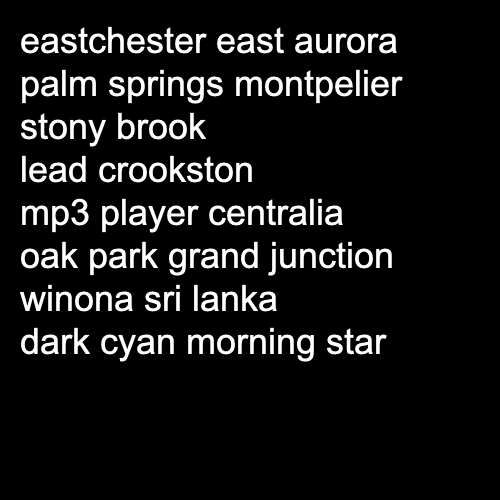 eastchester east aurora
palm springs montpelier
stony brook
lead crookston
mp3 player centralia
oak park grand junction
winona sri lanka
dark cyan morning star